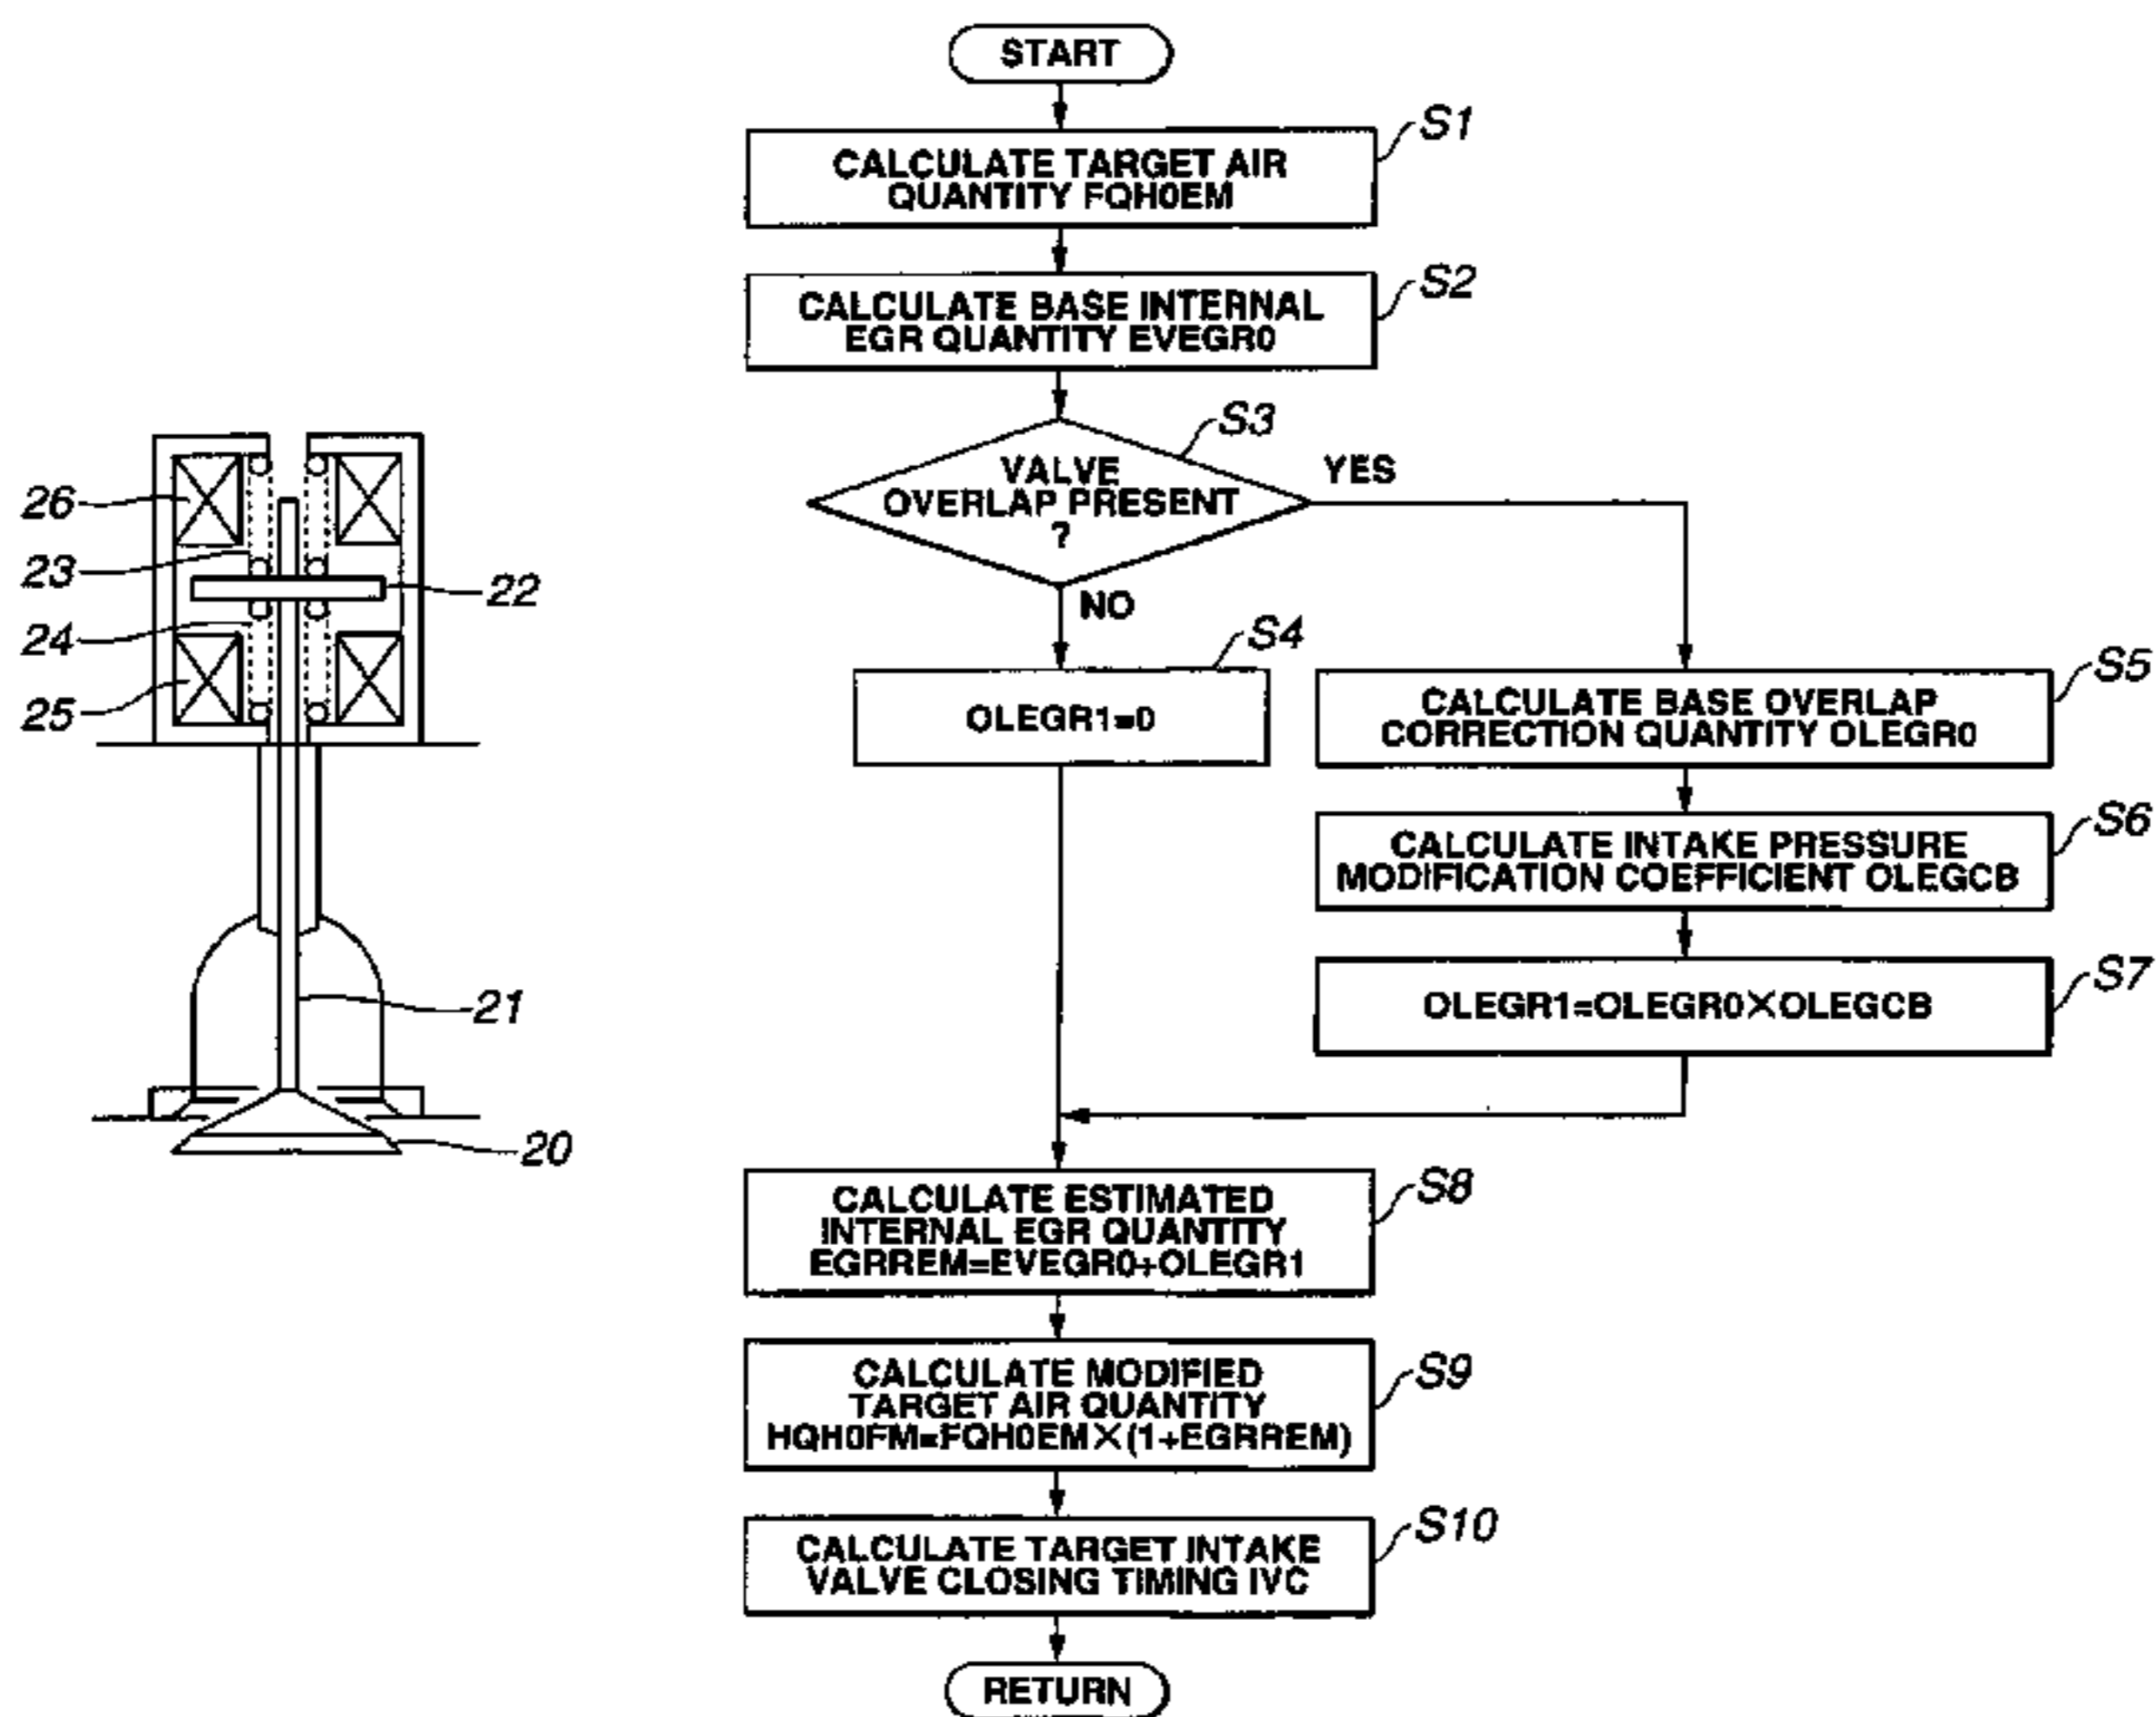 START
S1
CALCULATE TARGET AIR
QUANTITY FQH0EM
S2
CALCULATE BASE INTERNAL
EGR QUANTITY EVEGR0
S3
VALVE
OVERLAP PRESENT
?
YES
NO
S4
OLEGR1=0
S5
CALCULATE BASE OVERLAP
CORRECTION QUANTITY OLEGR0
S6
CALCULATE INTAKE PRESSURE
MODIFICATION COEFFICIENT OLEGCB
S7
OLEGR1=OLEGR0×OLEGCB
S8
CALCULATE ESTIMATED
INTERNAL EGR QUANTITY
EGRREM=EVEGR0+OLEGR1
S9
CALCULATE MODIFIED
TARGET AIR QUANTITY
HQH0FM=FQH0EM×(1+EGRREM)
S10
CALCULATE TARGET INTAKE
VALVE CLOSING TIMING IVC
RETURN
26
23
22
24
25
21
20